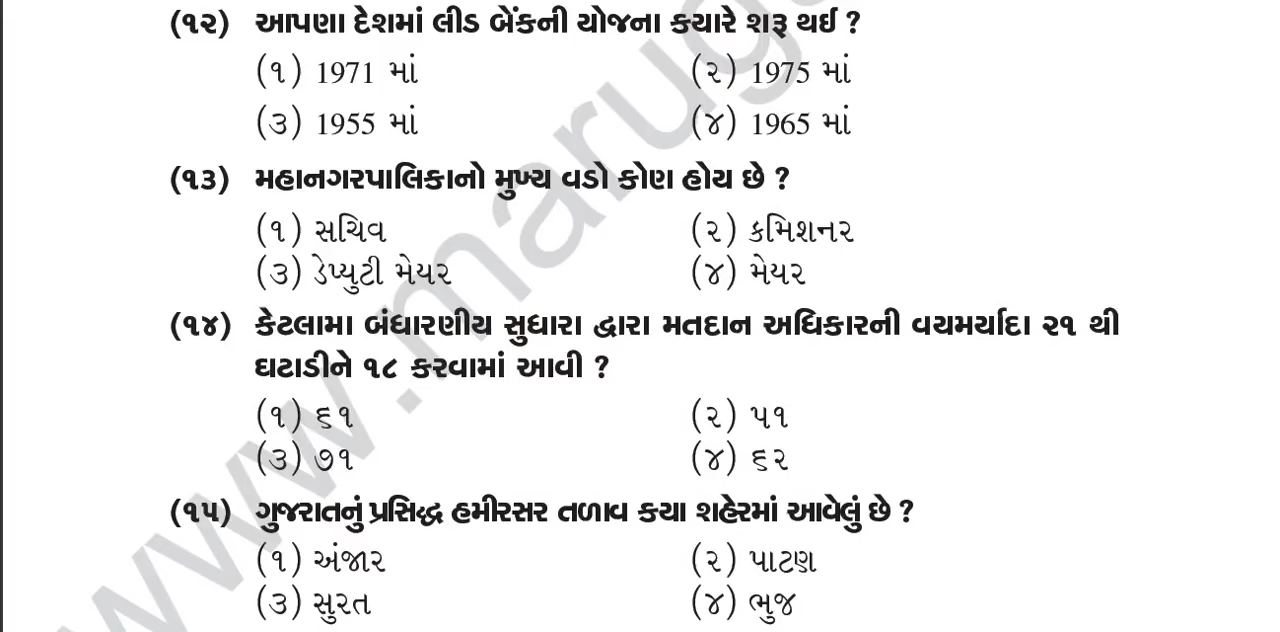 (૧૨) આપણા દેશમાં લીડ બેંકની યોજના કયારે શરૂ થઈ ?
(૧) 1971 માં (૨) 1975 માં
(૩) 1955 માં (૪) 1965 માં
(૧૩) મહાનગરપાલિકાનો મુખ્ય વડો કોણ હોય છે ?
(૧) સચિવ (૨) કમિશનર
(૩) ડેપ્યુટી મેયર (૪) મેયર
(૧૪) કેટલામા બંધારણીય સુધારા દ્વારા મતદાન અધિકારની વયમર્યાદા ૨૧ થી
ઘટાડીને ૧૮ કરવામાં આવી ?
(૧) ૬૧ (૨) ૫૧
(૩) ૭૧ (૪) ૬૨
(૧૫) ગુજરાતનું પ્રસિદ્ધ હમીરસર તળાવ કયા શહેરમાં આવેલું છે ?
(૧) અંજાર (૨) પાટણ
(૩) સુરત (૪) ભુજ
www.marug